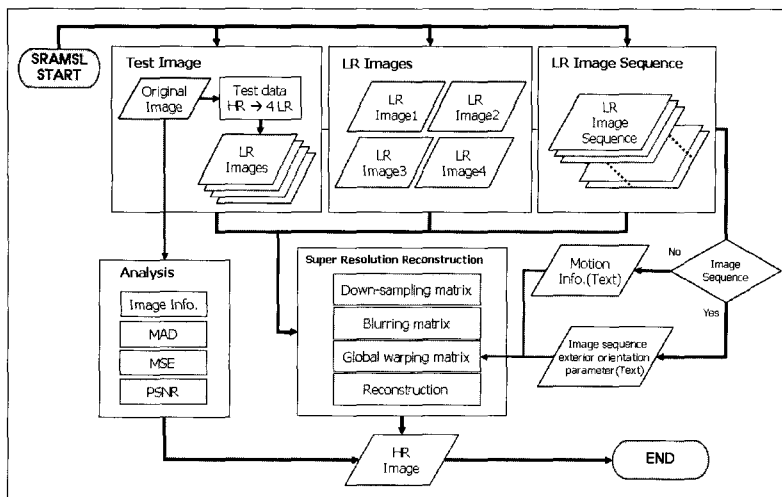 SRAMSL
START
Test Image
Original
Image
Test data
HR → 4 LR
LR
Images
LR Images
LR
Image1
LR
Image2
LR
Image3
LR
Image4
LR Image Sequence
LR
Image
Sequence
Analysis
Image Info.
MAD
MSE
PSNR
Super Resolution Reconstruction
Down-sampling matrix
Blurring matrix
Global warping matrix
Reconstruction
Motion
Info.(Text)
No
Image
Sequence
Yes
Image sequence
exterior orientation
parameter(Text)
HR
Image
END